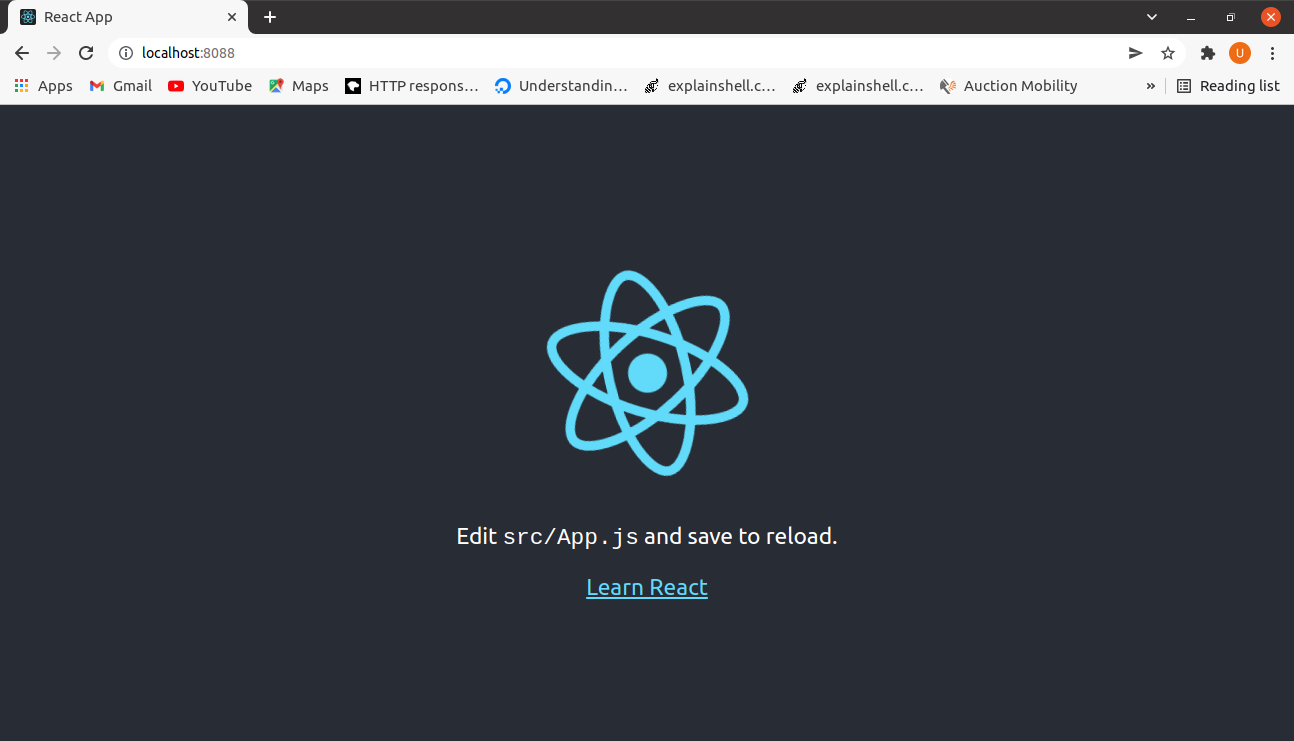 React App
localhost:8088
U
Apps Gmail YouTube Maps HTTP respons… Understandin… explainshell.c… explainshell.c… Auction Mobility » Reading list
Edit src/App.js and save to reload.
Learn React